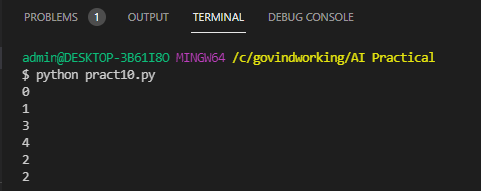 PROBLEMS 1 OUTPUT TERMINAL DEBUG CONSOLE
admin@DESKTOP-3B61I8O MINGW64 /c/govindworking/AI Practical
$ python pract10.py
0
1
3
4
2
2